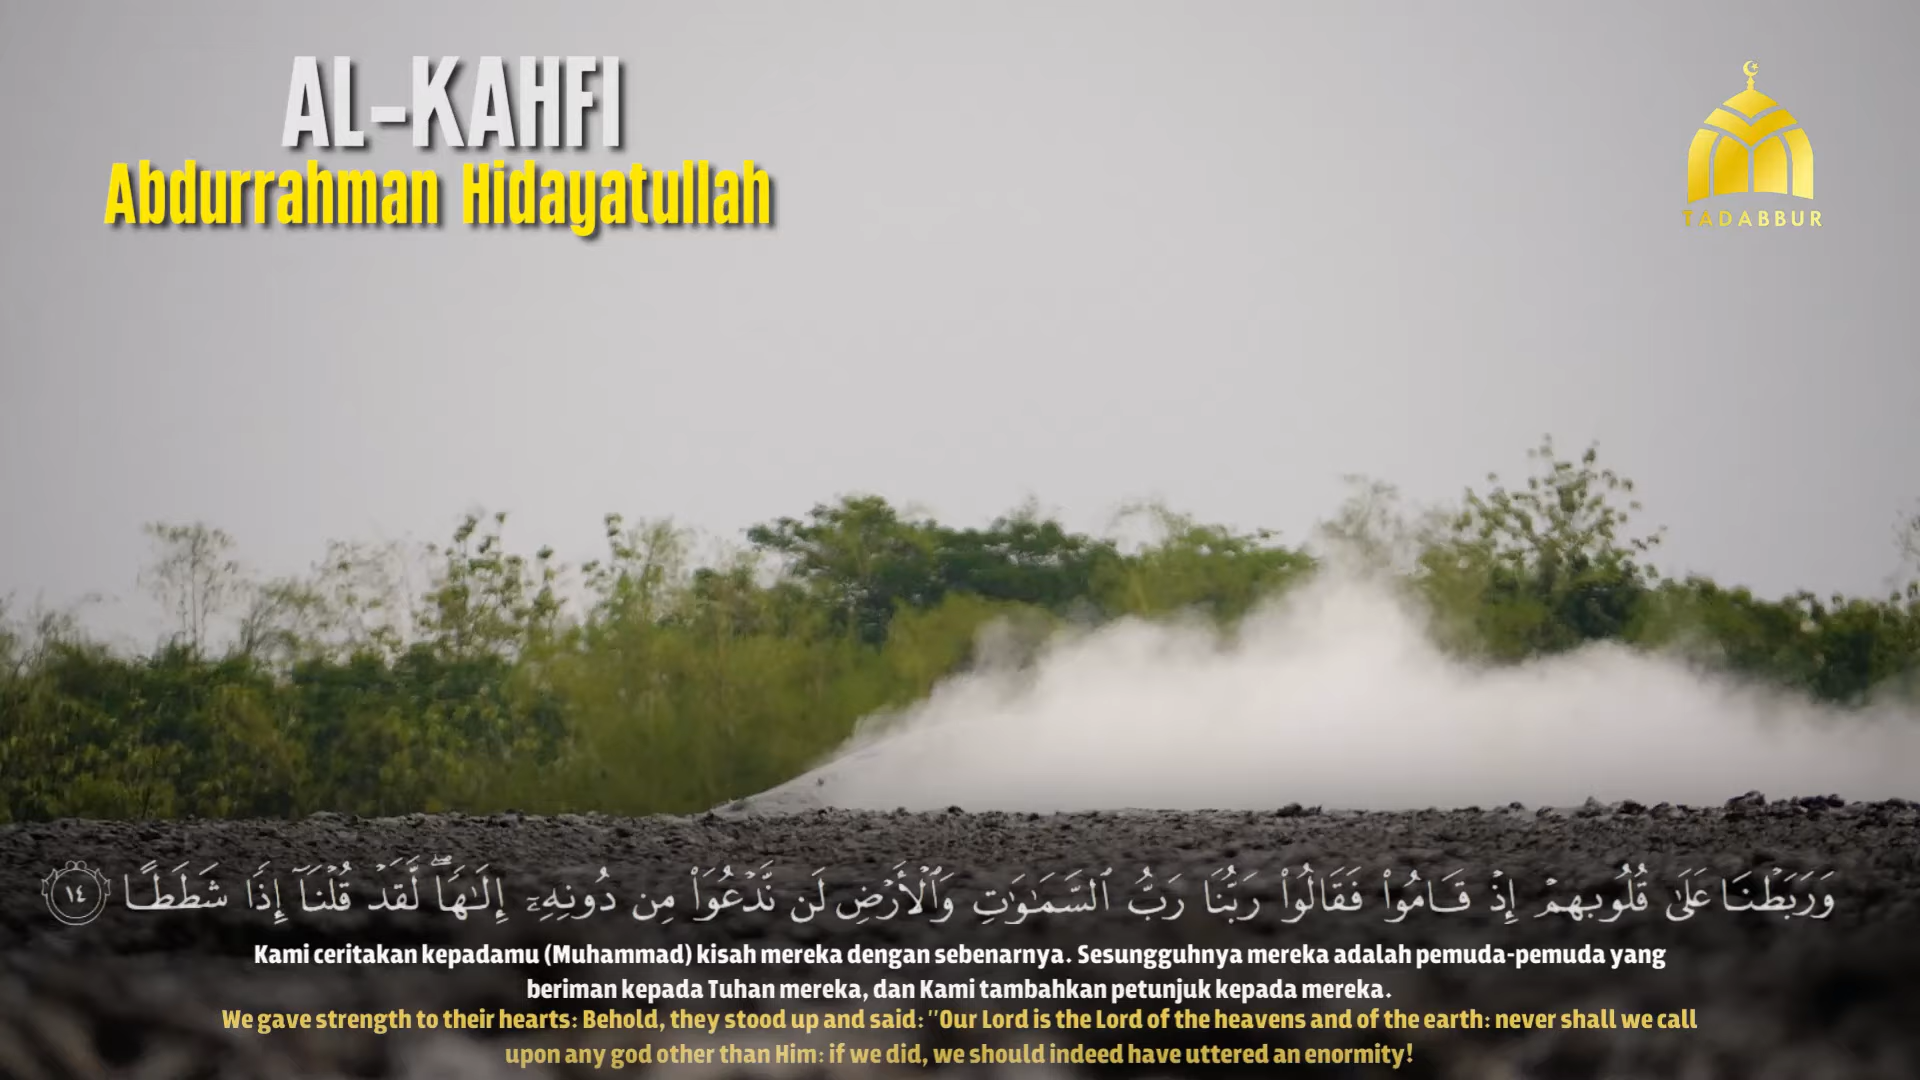 AL-KAHFI
Abdurrahman Hidayatullah
TADABBUR
وَرَبَطۡنَا عَلَىٰ قُلُوبِهِمۡ إِذۡ قَامُواْ فَقَالُواْ رَبُّنَا رَبُّ ٱلسَّمَٰوَٰتِ وَٱلۡأَرۡضِ لَن نَّدۡعُوَاْ مِن دُونِهِۦٓ إِلَٰهٗاۖ لَّقَدۡ قُلۡنَآ إِذٗا شَطَطًا ١٤
Kami ceritakan kepadamu (Muhammad) kisah mereka dengan sebenarnya. Sesungguhnya mereka adalah pemuda-pemuda yang
beriman kepada Tuhan mereka, dan Kami tambahkan petunjuk kepada mereka.
We gave strength to their hearts: Behold, they stood up and said: "Our Lord is the Lord of the heavens and of the earth: never shall we call
upon any god other than Him: if we did, we should indeed have uttered an enormity!